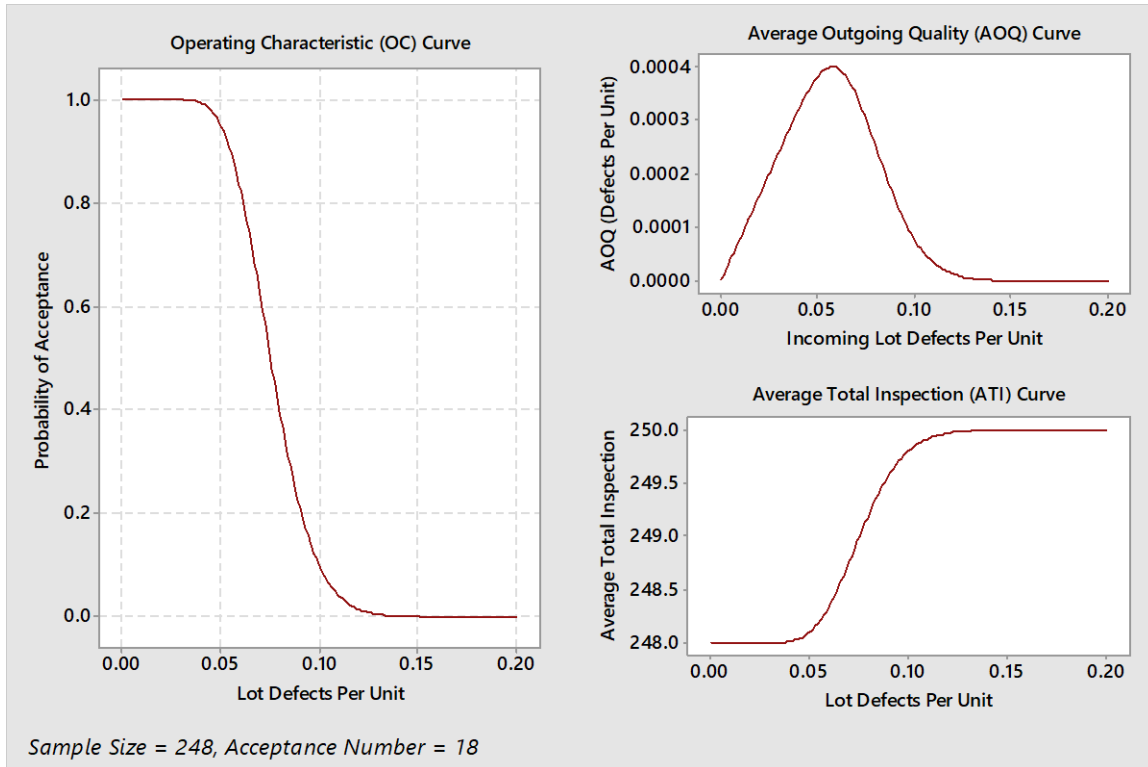 Operating Characteristic (OC) Curve
Probability of Acceptance
1.0
0.8
0.6
0.4
0.2
0.0
0.00 0.05 0.10 0.15 0.20
Lot Defects Per Unit
Average Outgoing Quality (AOQ) Curve
AOQ (Defects Per Unit)
0.0004
0.0003
0.0002
0.0001
0.0000
0.00 0.05 0.10 0.15 0.20
Incoming Lot Defects Per Unit
Average Total Inspection (ATI) Curve
Average Total Inspection
250.0
249.5
249.0
248.5
248.0
0.00 0.05 0.10 0.15 0.20
Lot Defects Per Unit
Sample Size = 248, Acceptance Number = 18